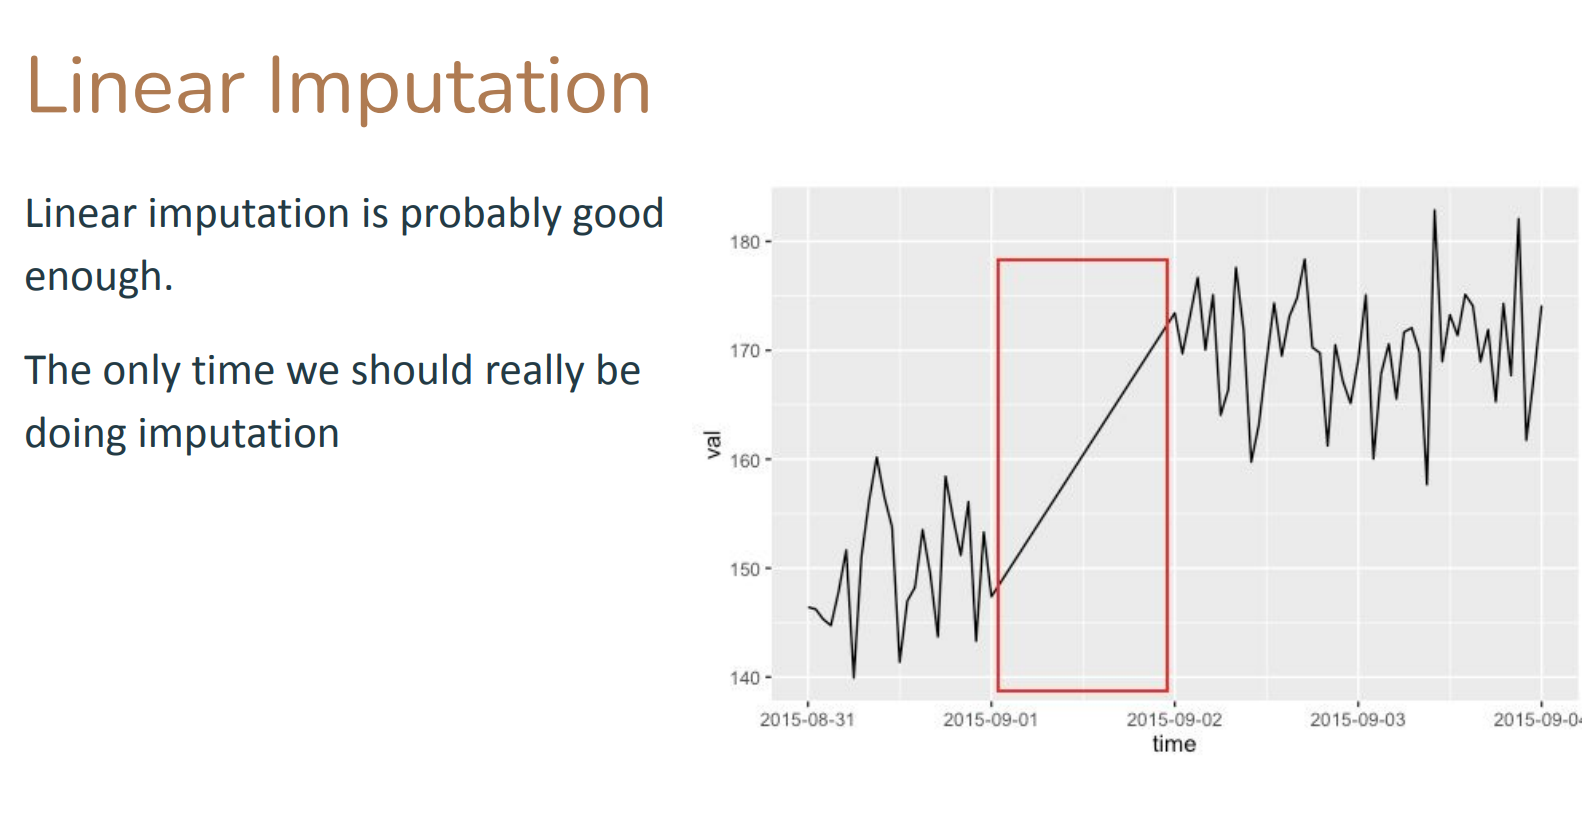 Linear Imputation
Linear imputation is probably good
enough.
The only time we should really be
doing imputation
180
170
160
150
140
val
2015-08-31 2015-09-01 2015-09-02 2015-09-03 2015-09-04
time